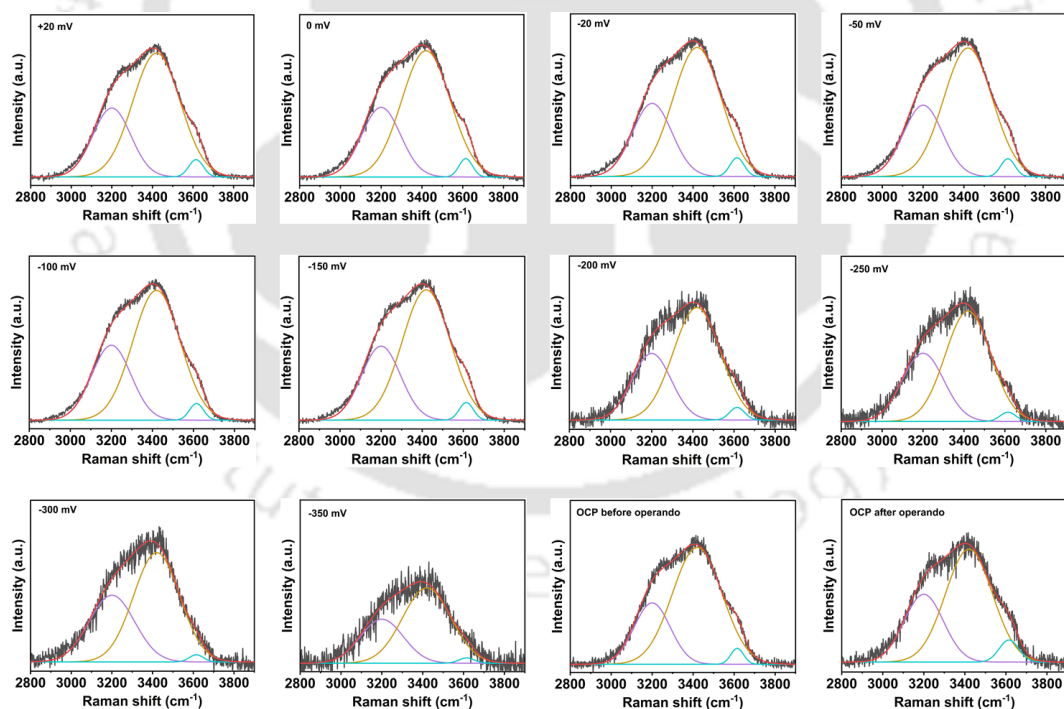 +20 mV
0 mV
-20 mV
-50 mV
Intensity (a.u.)
Intensity (a.u.)
Intensity (a.u.)
Intensity (a.u.)
2800 3000 3200 3400 3600 3800
2800 3000 3200 3400 3600 3800
2800 3000 3200 3400 3600 3800
2800 3000 3200 3400 3600 3800
Raman shift (cm⁻¹)
Raman shift (cm⁻¹)
Raman shift (cm⁻¹)
Raman shift (cm⁻¹)
-100 mV
-150 mV
-200 mV
-250 mV
Intensity (a.u.)
Intensity (a.u.)
Intensity (a.u.)
Intensity (a.u.)
2800 3000 3200 3400 3600 3800
2800 3000 3200 3400 3600 3800
2800 3000 3200 3400 3600 3800
2800 3000 3200 3400 3600 3800
Raman shift (cm⁻¹)
Raman shift (cm⁻¹)
Raman shift (cm⁻¹)
Raman shift (cm⁻¹)
-300 mV
-350 mV
OCP before operando
OCP after operando
Intensity (a.u.)
Intensity (a.u.)
Intensity (a.u.)
Intensity (a.u.)
2800 3000 3200 3400 3600 3800
2800 3000 3200 3400 3600 3800
2800 3000 3200 3400 3600 3800
2800 3000 3200 3400 3600 3800
Raman shift (cm⁻¹)
Raman shift (cm⁻¹)
Raman shift (cm⁻¹)
Raman shift (cm⁻¹)